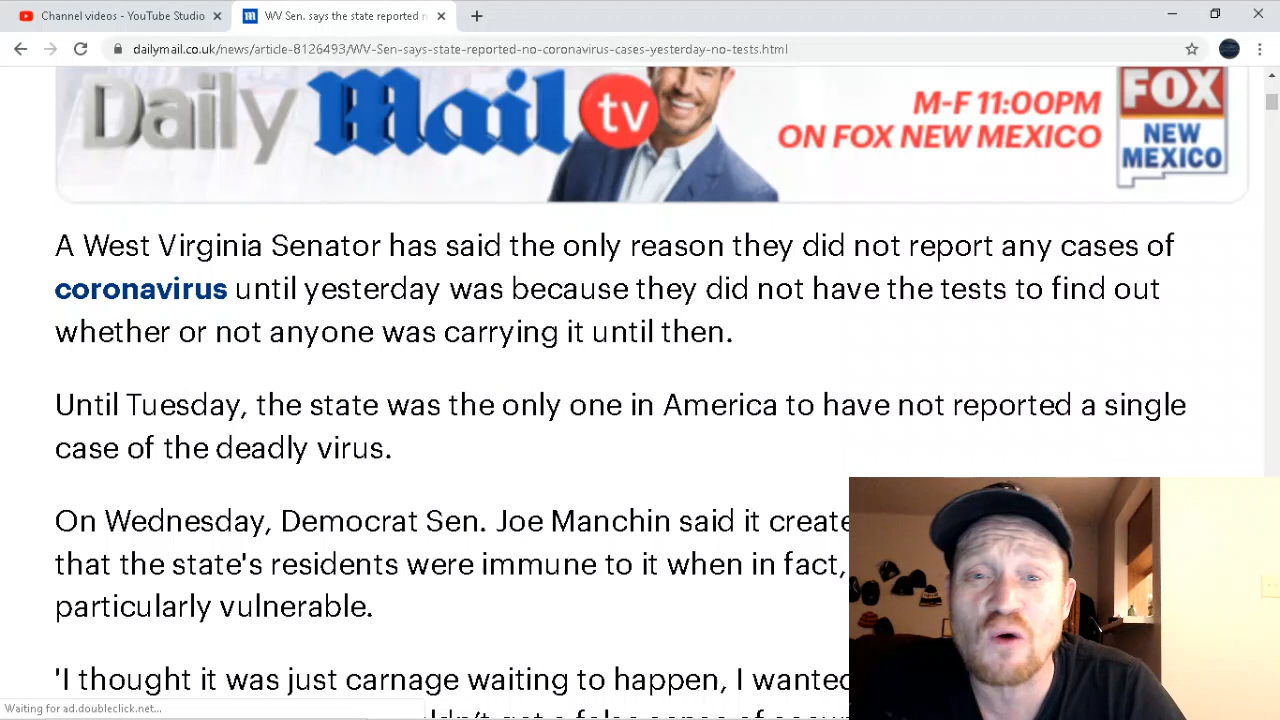 Channel videos - YouTube Studio
WV Sen. says the state reported n
dailymail.co.uk/news/article-8126493/WV-Sen-says-state-reported-no-coronavirus-cases-yesterday-no-tests.html
Daily Mail tv
M-F 11:00PM
ON FOX NEW MEXICO
FOX
NEW
MEXICO
A West Virginia Senator has said the only reason they did not report any cases of
coronavirus until yesterday was because they did not have the tests to find out
whether or not anyone was carrying it until then.
Until Tuesday, the state was the only one in America to have not reported a single
case of the deadly virus.
On Wednesday, Democrat Sen. Joe Manchin said it create
that the state's residents were immune to it when in fact,
particularly vulnerable.
'I thought it was just carnage waiting to happen, I wanted
Waiting for ad.doubleclick.net...